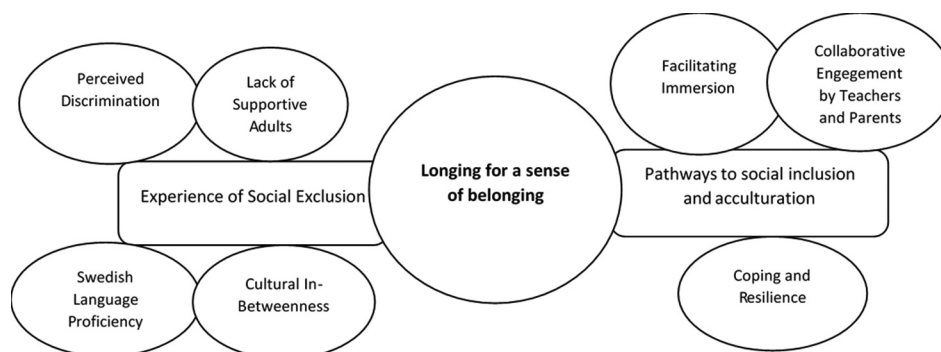 Perceived
Discrimination
Lack of
Supportive
Adults
Experience of Social Exclusion
Swedish
Language
Proficiency
Cultural In-
Betweenness
Longing for a sense
of belonging
Facilitating
Immersion
Collaborative
Engegement
by Teachers
and Parents
Pathways to social inclusion
and acculturation
Coping and
Resilience